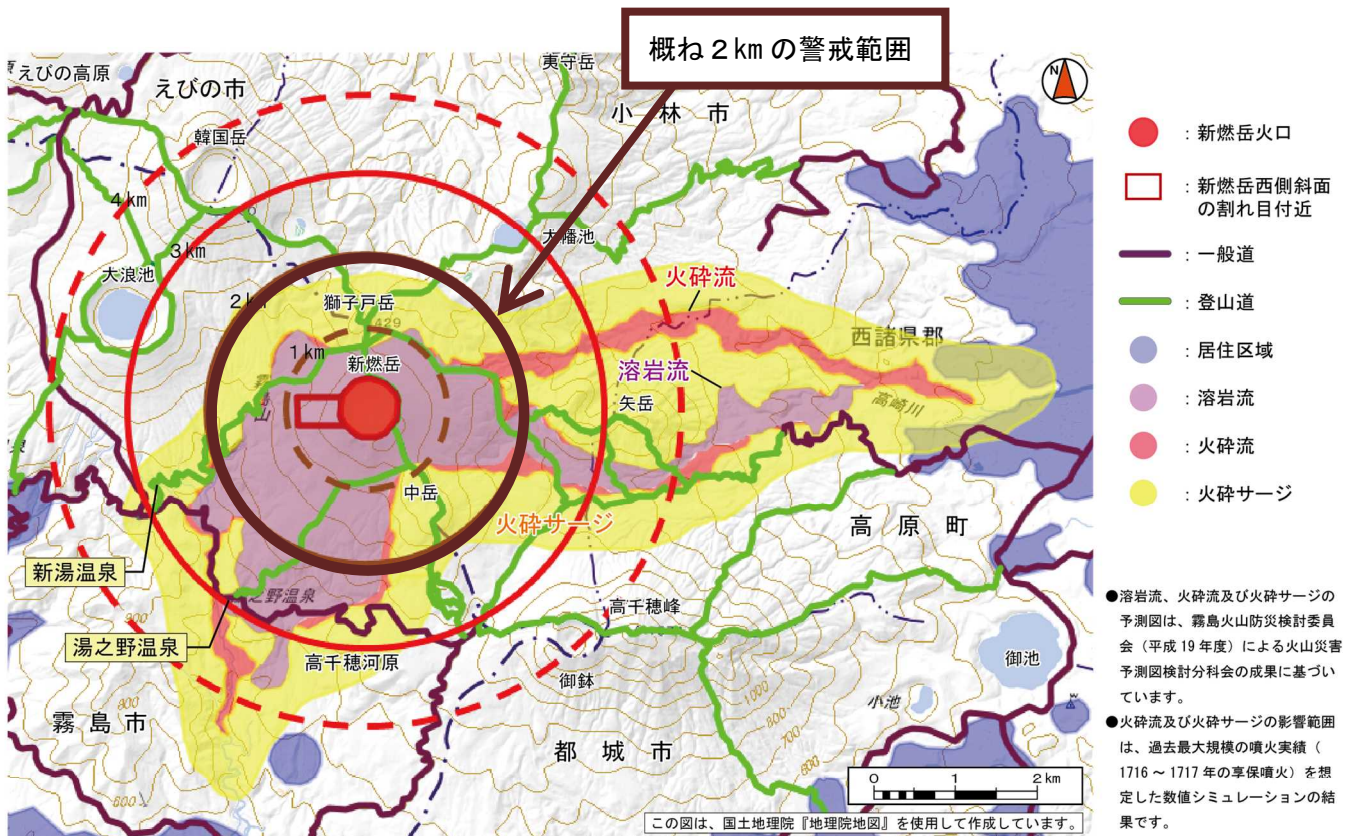 概ね２kmの警戒範囲
えびの高原
えびの市
夷守岳
小林市
N
韓国岳
4km
3km
大浪池
大幡池
2k
獅子戸岳
429
火砕流
西諸県郡
1km
新燃岳
溶岩流
矢岳
高崎川
中岳
火砕サージ
高原町
新湯温泉
之野温泉
湯之野温泉
高千穂峰
高千穂河原
御鉢
御池
小池
霧島市
都城市
900
800
600
1000
900
800
700
0 1 2km
この図は、国土地理院『地理院地図』を使用して作成しています。
：新燃岳火口
：新燃岳西側斜面
の割れ目付近
：一般道
：登山道
：居住区域
：溶岩流
：火砕流
：火砕サージ
●溶岩流、火砕流及び火砕サージの
予測図は、霧島火山防災検討委員
会（平成19年度）による火山災害
予測図検討分科会の成果に基づい
ています。
●火砕流及び火砕サージの影響範囲
は、過去最大規模の噴火実績（
1716～1717年の享保噴火）を想
定した数値シミュレーションの結
果です。